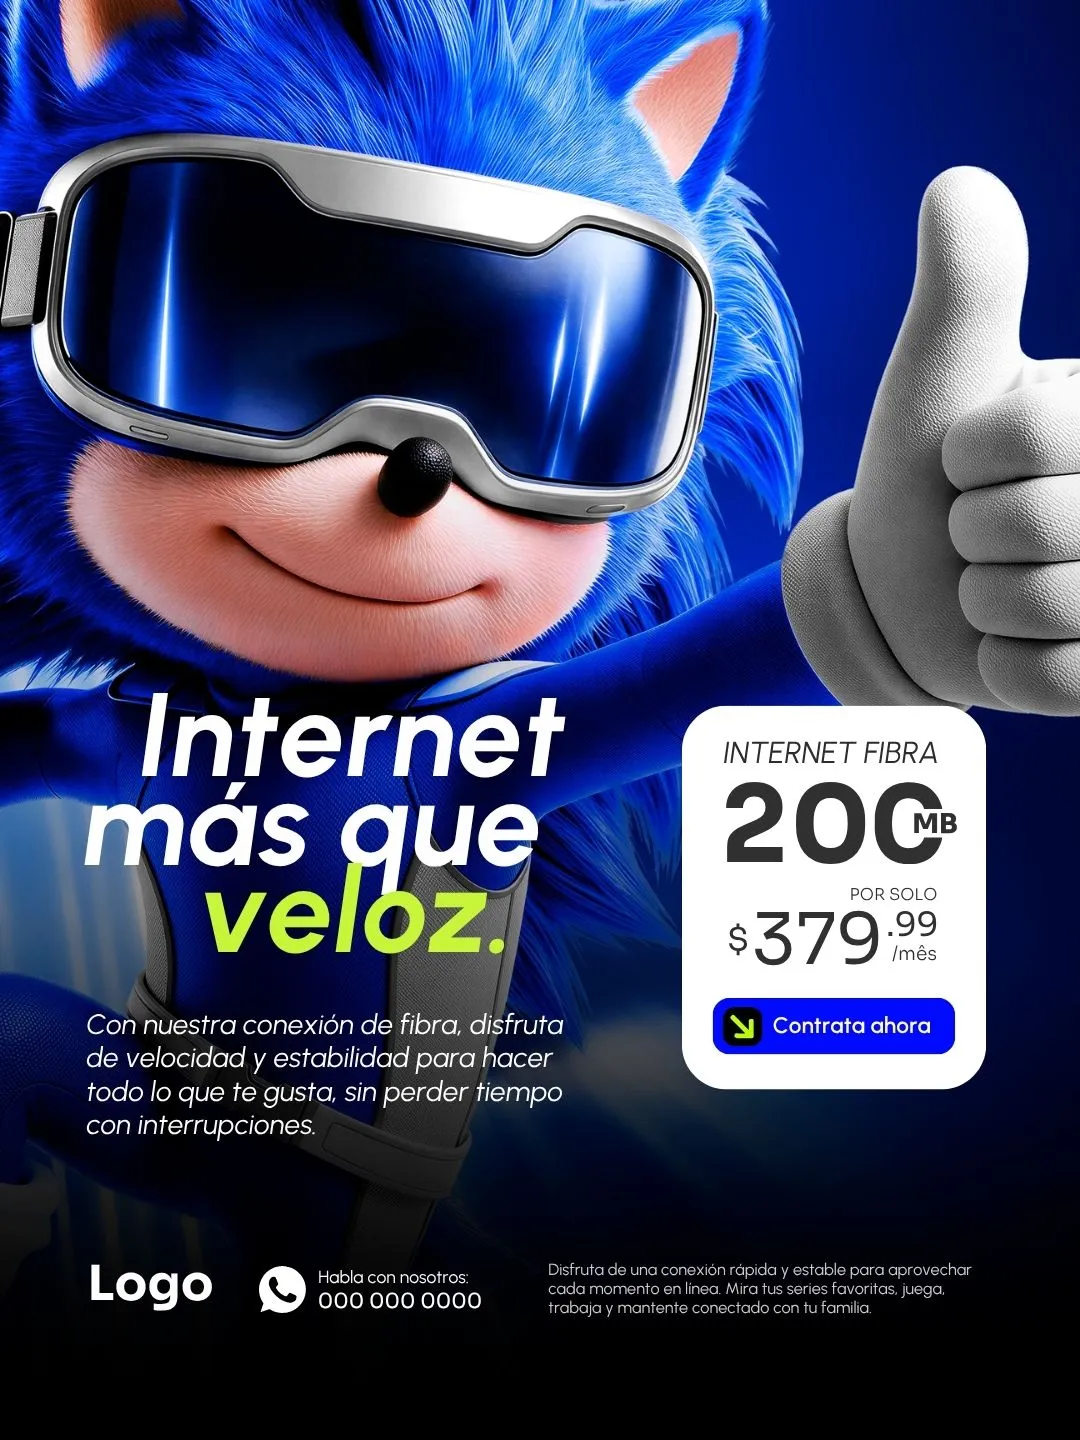 Internet
más que
veloz.
Con nuestra conexión de fibra, disfruta
de velocidad y estabilidad para hacer
todo lo que te gusta, sin perder tiempo
con interrupciones.
INTERNET FIBRA
200 MB
POR SOLO
$379.99
/mês
Contrata ahora
Logo
Habla con nosotros:
000 000 0000
Disfruta de una conexión rápida y estable para aprovechar
cada momento en línea. Mira tus series favoritas, juega,
trabaja y mantente conectado con tu familia.